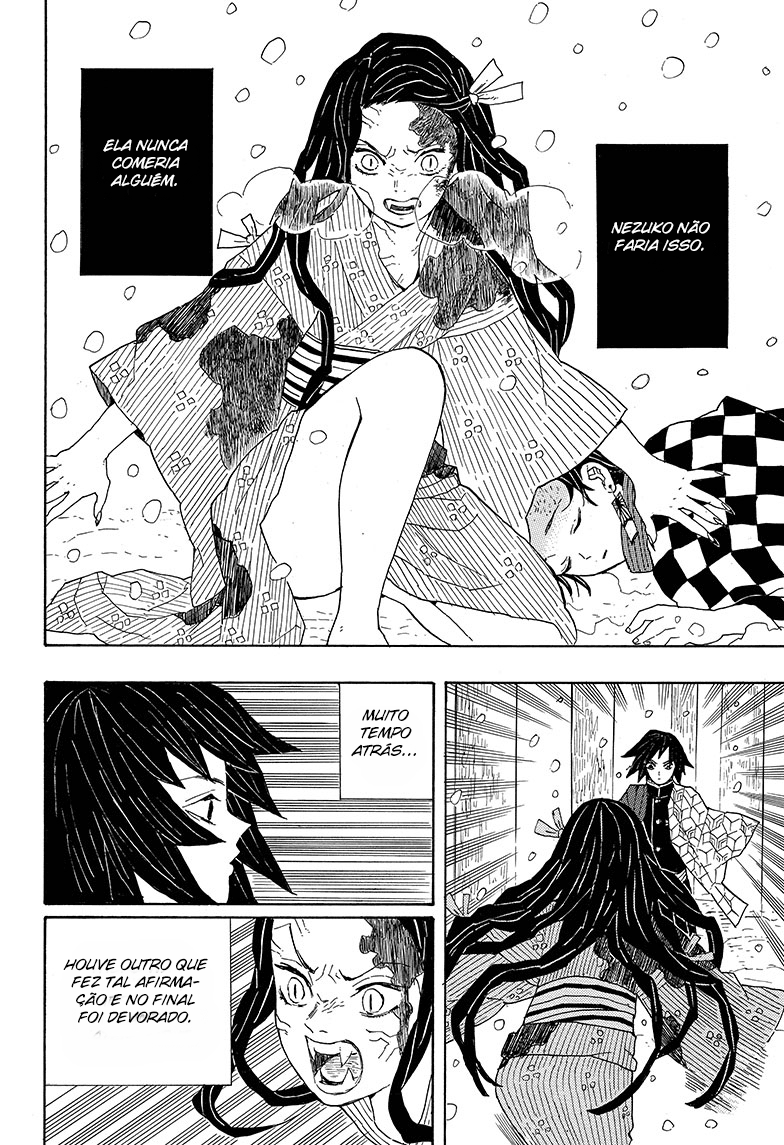 NEZUKO NÃO
FARIA ISSO.
ELA NUNCA
COMERIA
ALGUÉM.
MUITO
TEMPO
ATRÁS...
HOUVE OUTRO QUE
FEZ TAL AFIRMA-
ÇÃO E NO FINAL
FOI DEVORADO.